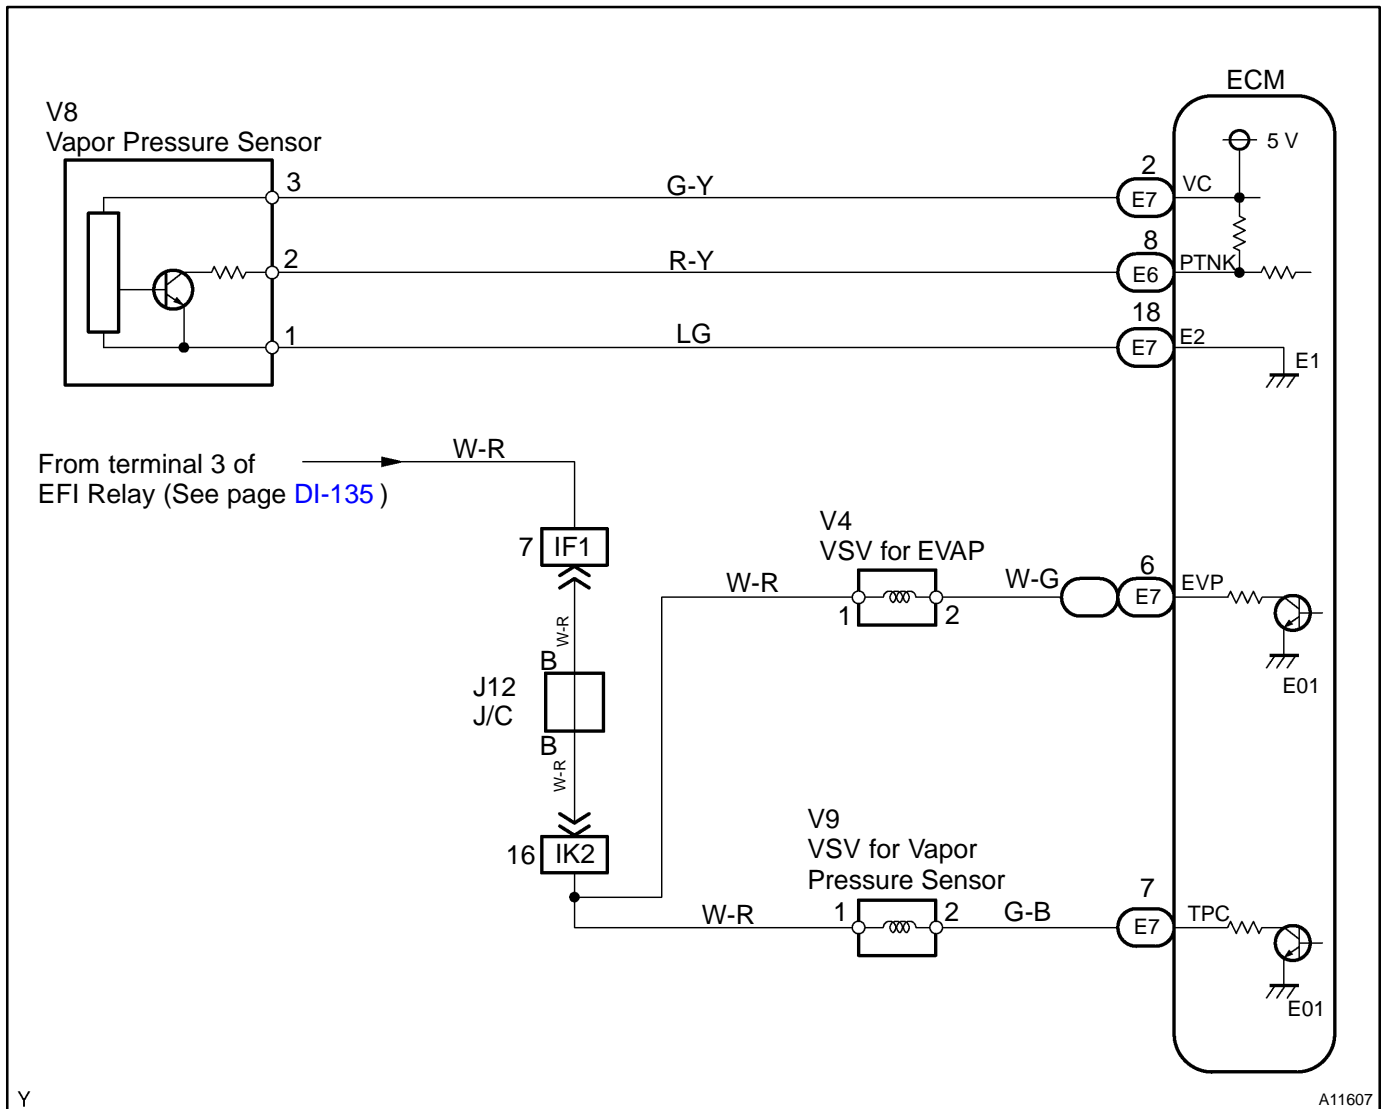 ECM
V8
Vapor Pressure Sensor
5 V
3
G-Y
2
E7
VC
2
R-Y
8
E6
PTNK
1
LG
18
E7
E2
E1
From terminal 3 of
EFI Relay (See page DI-135 )
W-R
7
IF1
W-R
B
J12
J/C
B
W-R
16
IK2
V4
VSV for EVAP
W-R
1
2
W-G
6
E7
EVP
E01
V9
VSV for Vapor
Pressure Sensor
W-R
1
2
G-B
7
E7
TPC
E01
Y
A11607